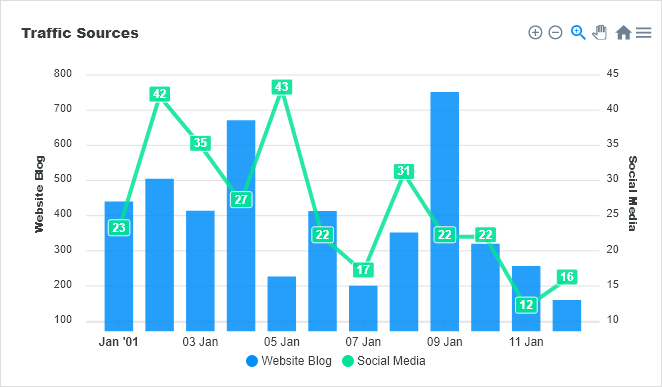 Traffic Sources
800 45
700 40
42 43
600 35
35 31
500 30
27
400 25
23 22 22 22
300 20
17 16
200 15
12
100 10
Website Blog
Social Media
Jan '01 03 Jan 05 Jan 07 Jan 09 Jan 11 Jan
Website Blog Social Media